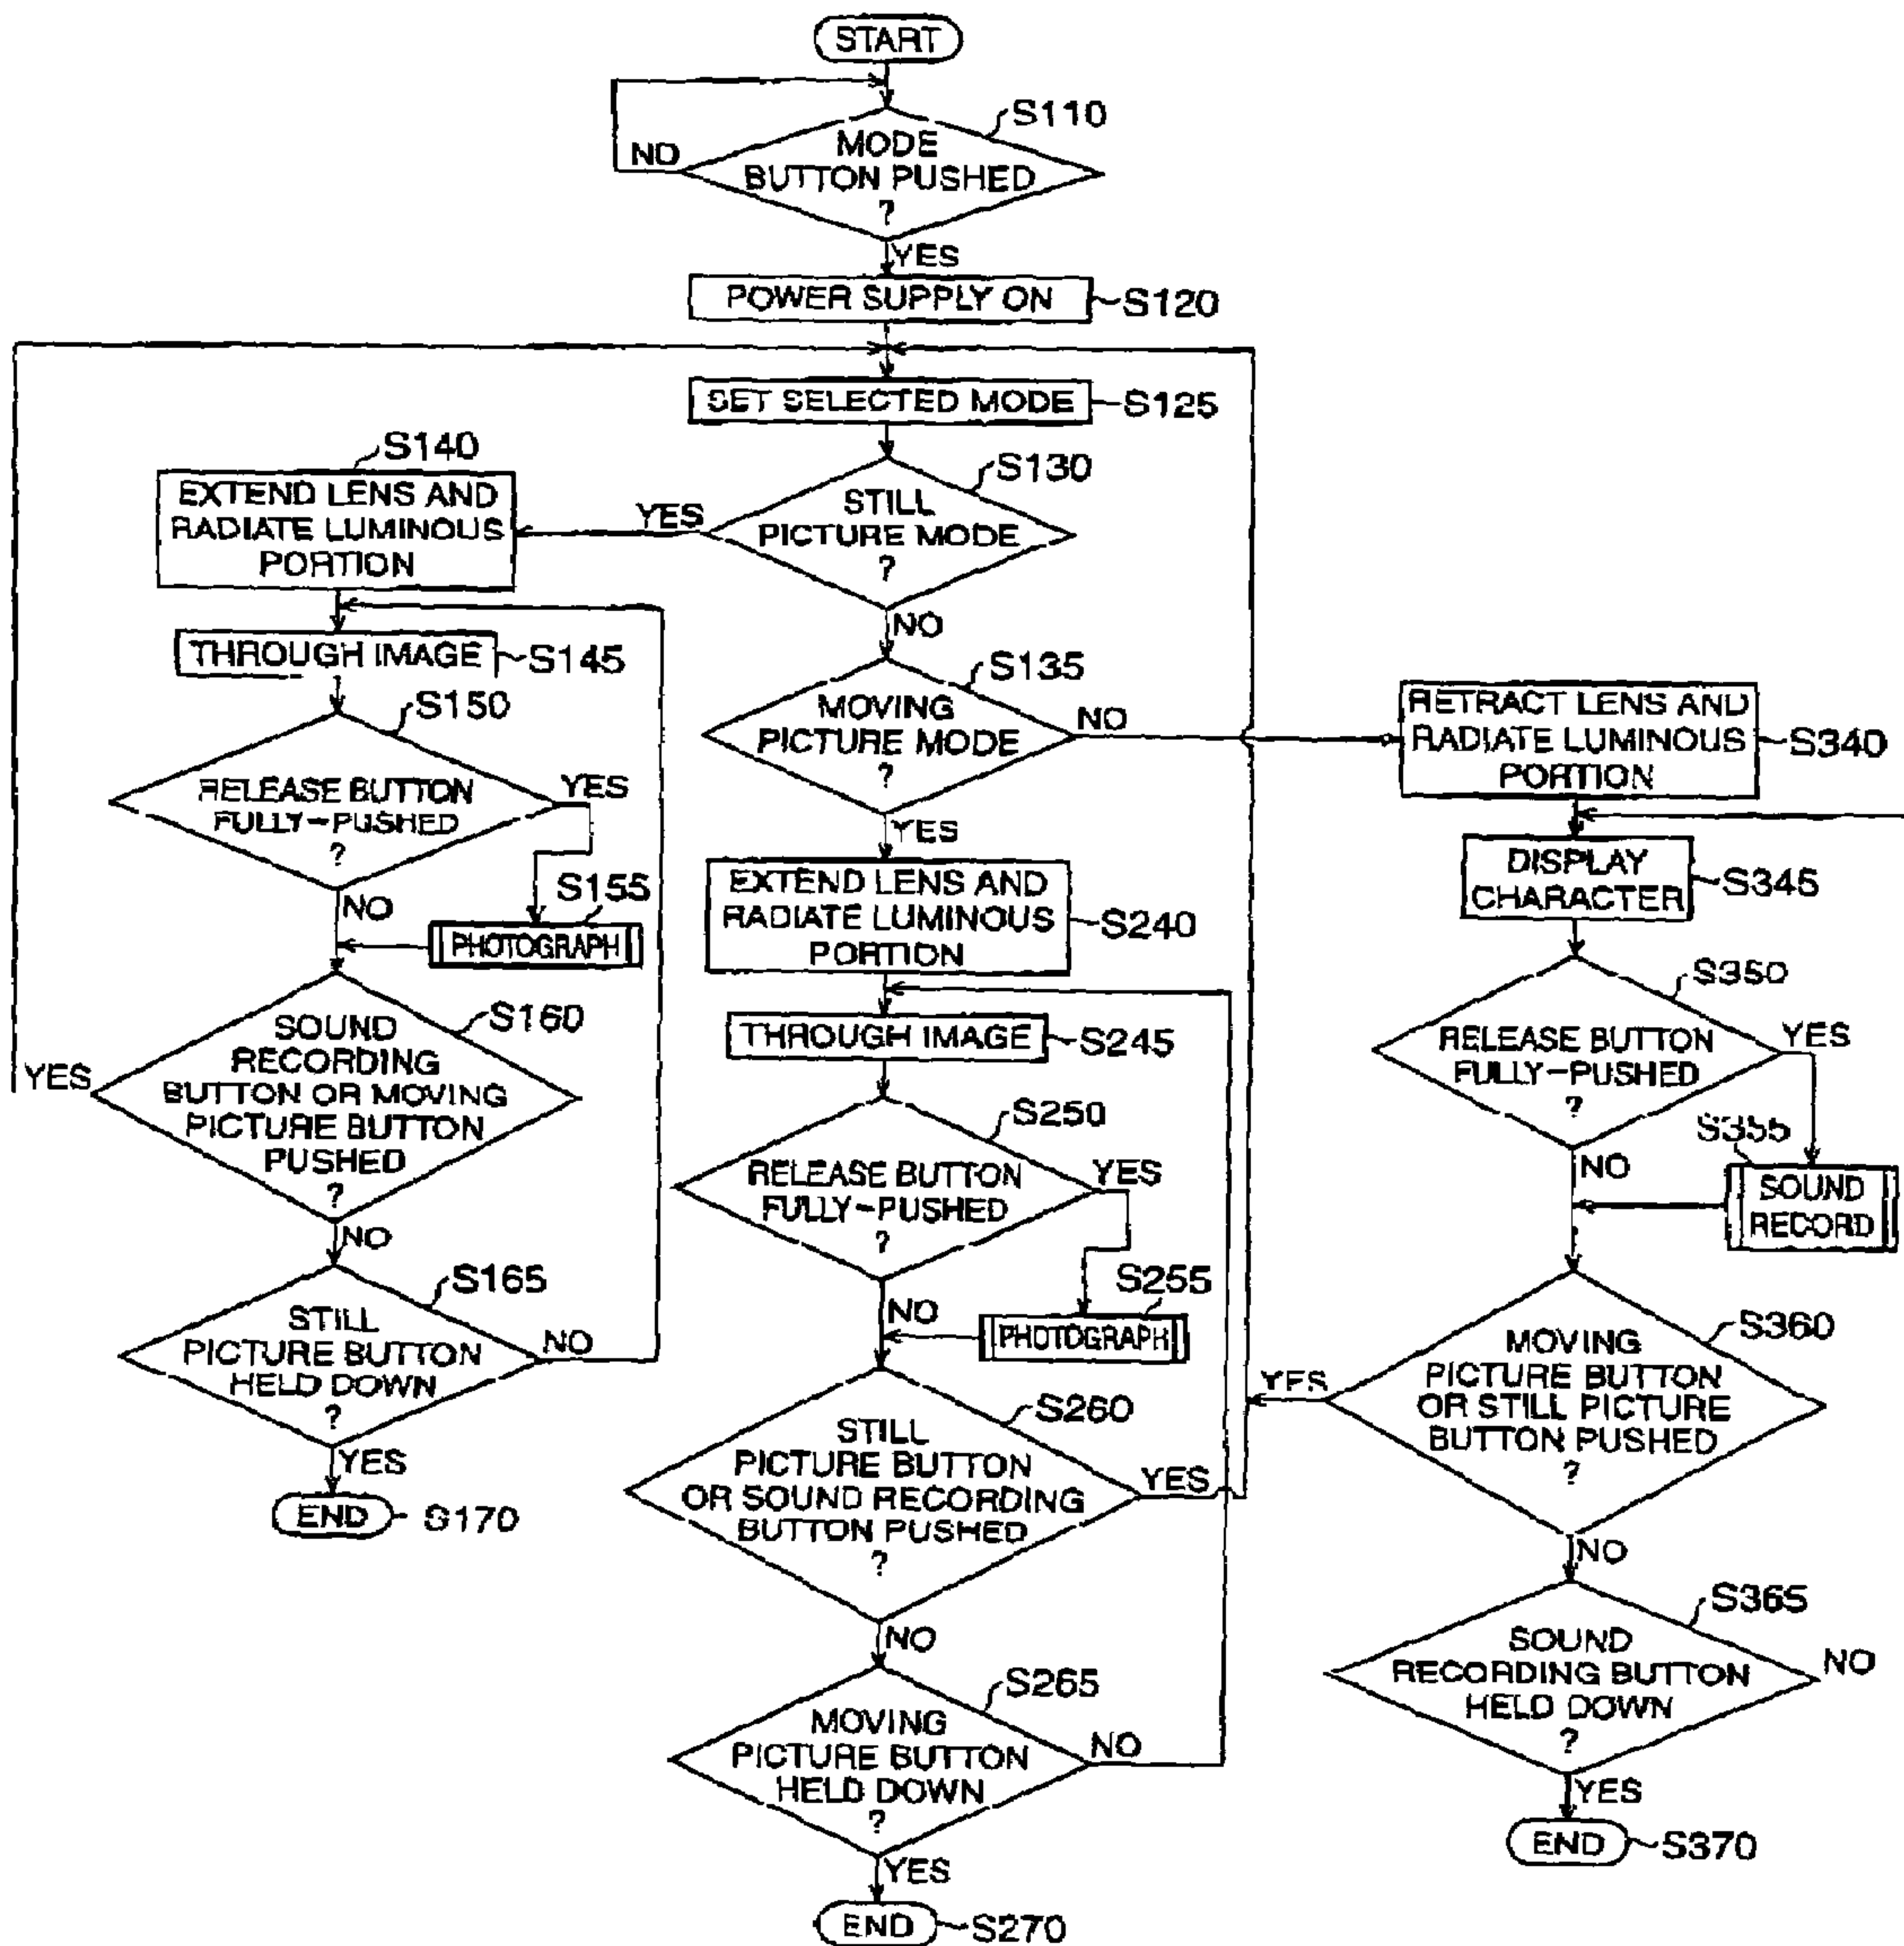 START
S110
MODE
BUTTON PUSHED
?
NO
YES
POWER SUPPLY ON
S120
SET SELECTED MODE
S125
S130
STILL
PICTURE MODE
?
YES
NO
S140
EXTEND LENS AND
RADIATE LUMINOUS
PORTION
THROUGH IMAGE
S145
S150
RELEASE BUTTON
FULLY-PUSHED
?
YES
NO
S155
PHOTOGRAPH
S160
SOUND
RECORDING
BUTTON OR MOVING
PICTURE BUTTON
PUSHED
?
YES
NO
S165
STILL
PICTURE BUTTON
HELD DOWN
?
NO
YES
END
S170
S135
MOVING
PICTURE MODE
?
NO
YES
EXTEND LENS AND
RADIATE LUMINOUS
PORTION
S240
THROUGH IMAGE
S245
S250
RELEASE BUTTON
FULLY-PUSHED
?
YES
NO
S255
PHOTOGRAPH
S260
STILL
PICTURE BUTTON
OR SOUND RECORDING
BUTTON PUSHED
?
YES
NO
S265
MOVING
PICTURE BUTTON
HELD DOWN
?
NO
YES
END
S270
RETRACT LENS AND
RADIATE LUMINOUS
PORTION
S340
DISPLAY
CHARACTER
S345
S350
RELEASE BUTTON
FULLY-PUSHED
?
YES
NO
S355
SOUND
RECORD
S360
MOVING
PICTURE BUTTON
OR STILL PICTURE
BUTTON PUSHED
?
YES
NO
S365
SOUND
RECORDING BUTTON
HELD DOWN
?
NO
YES
END
S370